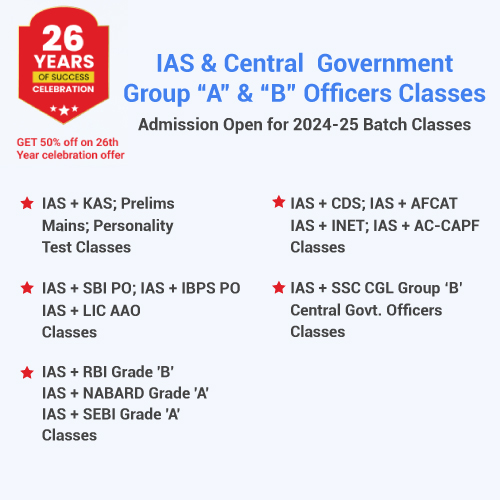 26
YEARS
OF SUCCESS
CELEBRATION
GET 50% off on 26th
Year celebration offer
IAS & Central Government
Group “A” & “B” Officers Classes
Admission Open for 2024-25 Batch Classes
IAS + KAS; Prelims
Mains; Personality
Test Classes
IAS + SBI PO; IAS + IBPS PO
IAS + LIC AAO
Classes
IAS + RBI Grade 'B'
IAS + NABARD Grade 'A'
IAS + SEBI Grade 'A'
Classes
IAS + CDS; IAS + AFCAT
IAS + INET; IAS + AC-CAPF
Classes
IAS + SSC CGL Group ‘B’
Central Govt. Officers
Classes